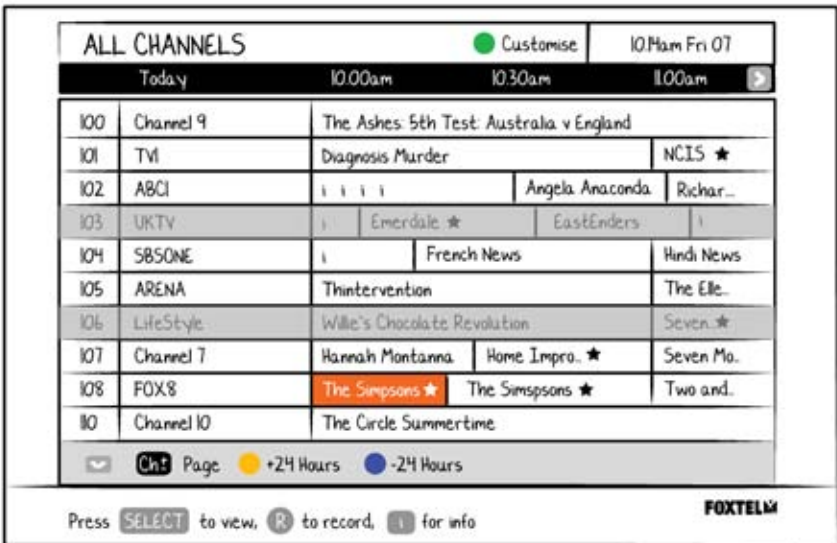 ALL CHANNELS Customise 10.14am Fri 07
Today 10.00am 10.30am 11.00am >
100 Channel 9 The Ashes: 5th Test: Australia v England
101 TV1 Diagnosis Murder NCIS ★
102 ABC1 i i i i Angela Anaconda Richar...
103 UKTV i Emerdale ★ EastEnders i
104 SBSONE i French News Hindi News
105 ARENA Thintervention The Elle..
106 LifeStyle Willie's Chocolate Revolution Seven..★
107 Channel 7 Hannah Montanna Home Impro.. ★ Seven Mo..
108 FOX8 The Simpsons ★ The Simspsons ★ Two and..
110 Channel 10 The Circle Summertime
Ch± Page +24 Hours -24 Hours
Press SELECT to view, R to record, i for info
FOXTEL